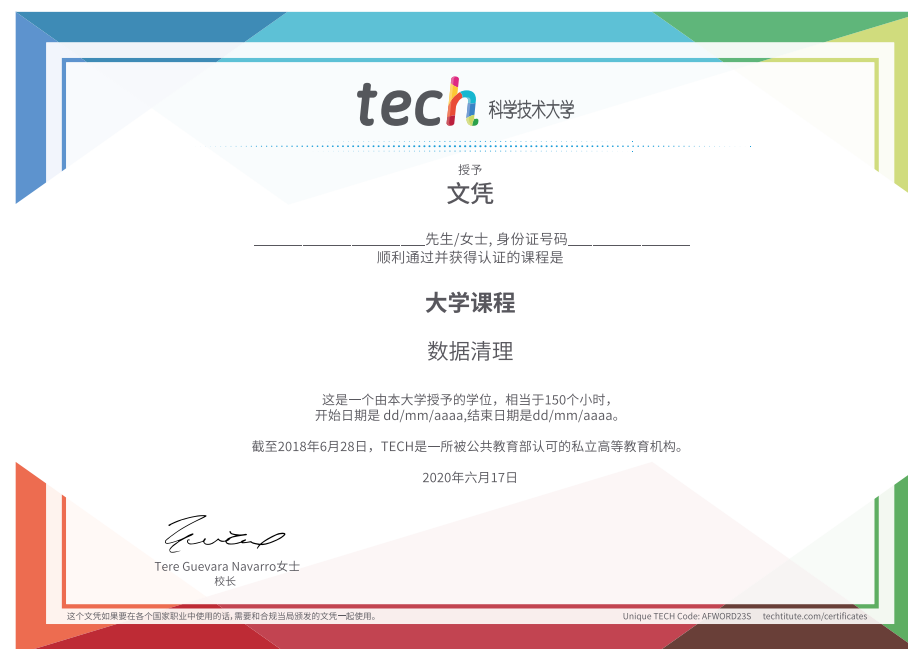 tech 科学技术大学
授予
文凭
______________________先生/女士, 身份证号码________________
顺利通过并获得认证的课程是
大学课程
数据清理
这是一个由本大学授予的学位，相当于150个小时，
开始日期是 dd/mm/aaaa,结束日期是dd/mm/aaaa。
截至2018年6月28日，TECH是一所被公共教育部认可的私立高等教育机构。
2020年六月17日
Tere Guevara Navarro女士
校长
这个文凭如果要在各个国家职业中使用的话,需要和合规当局颁发的文凭一起使用。
Unique TECH Code: AFWORD23S techtitute.com/certificates